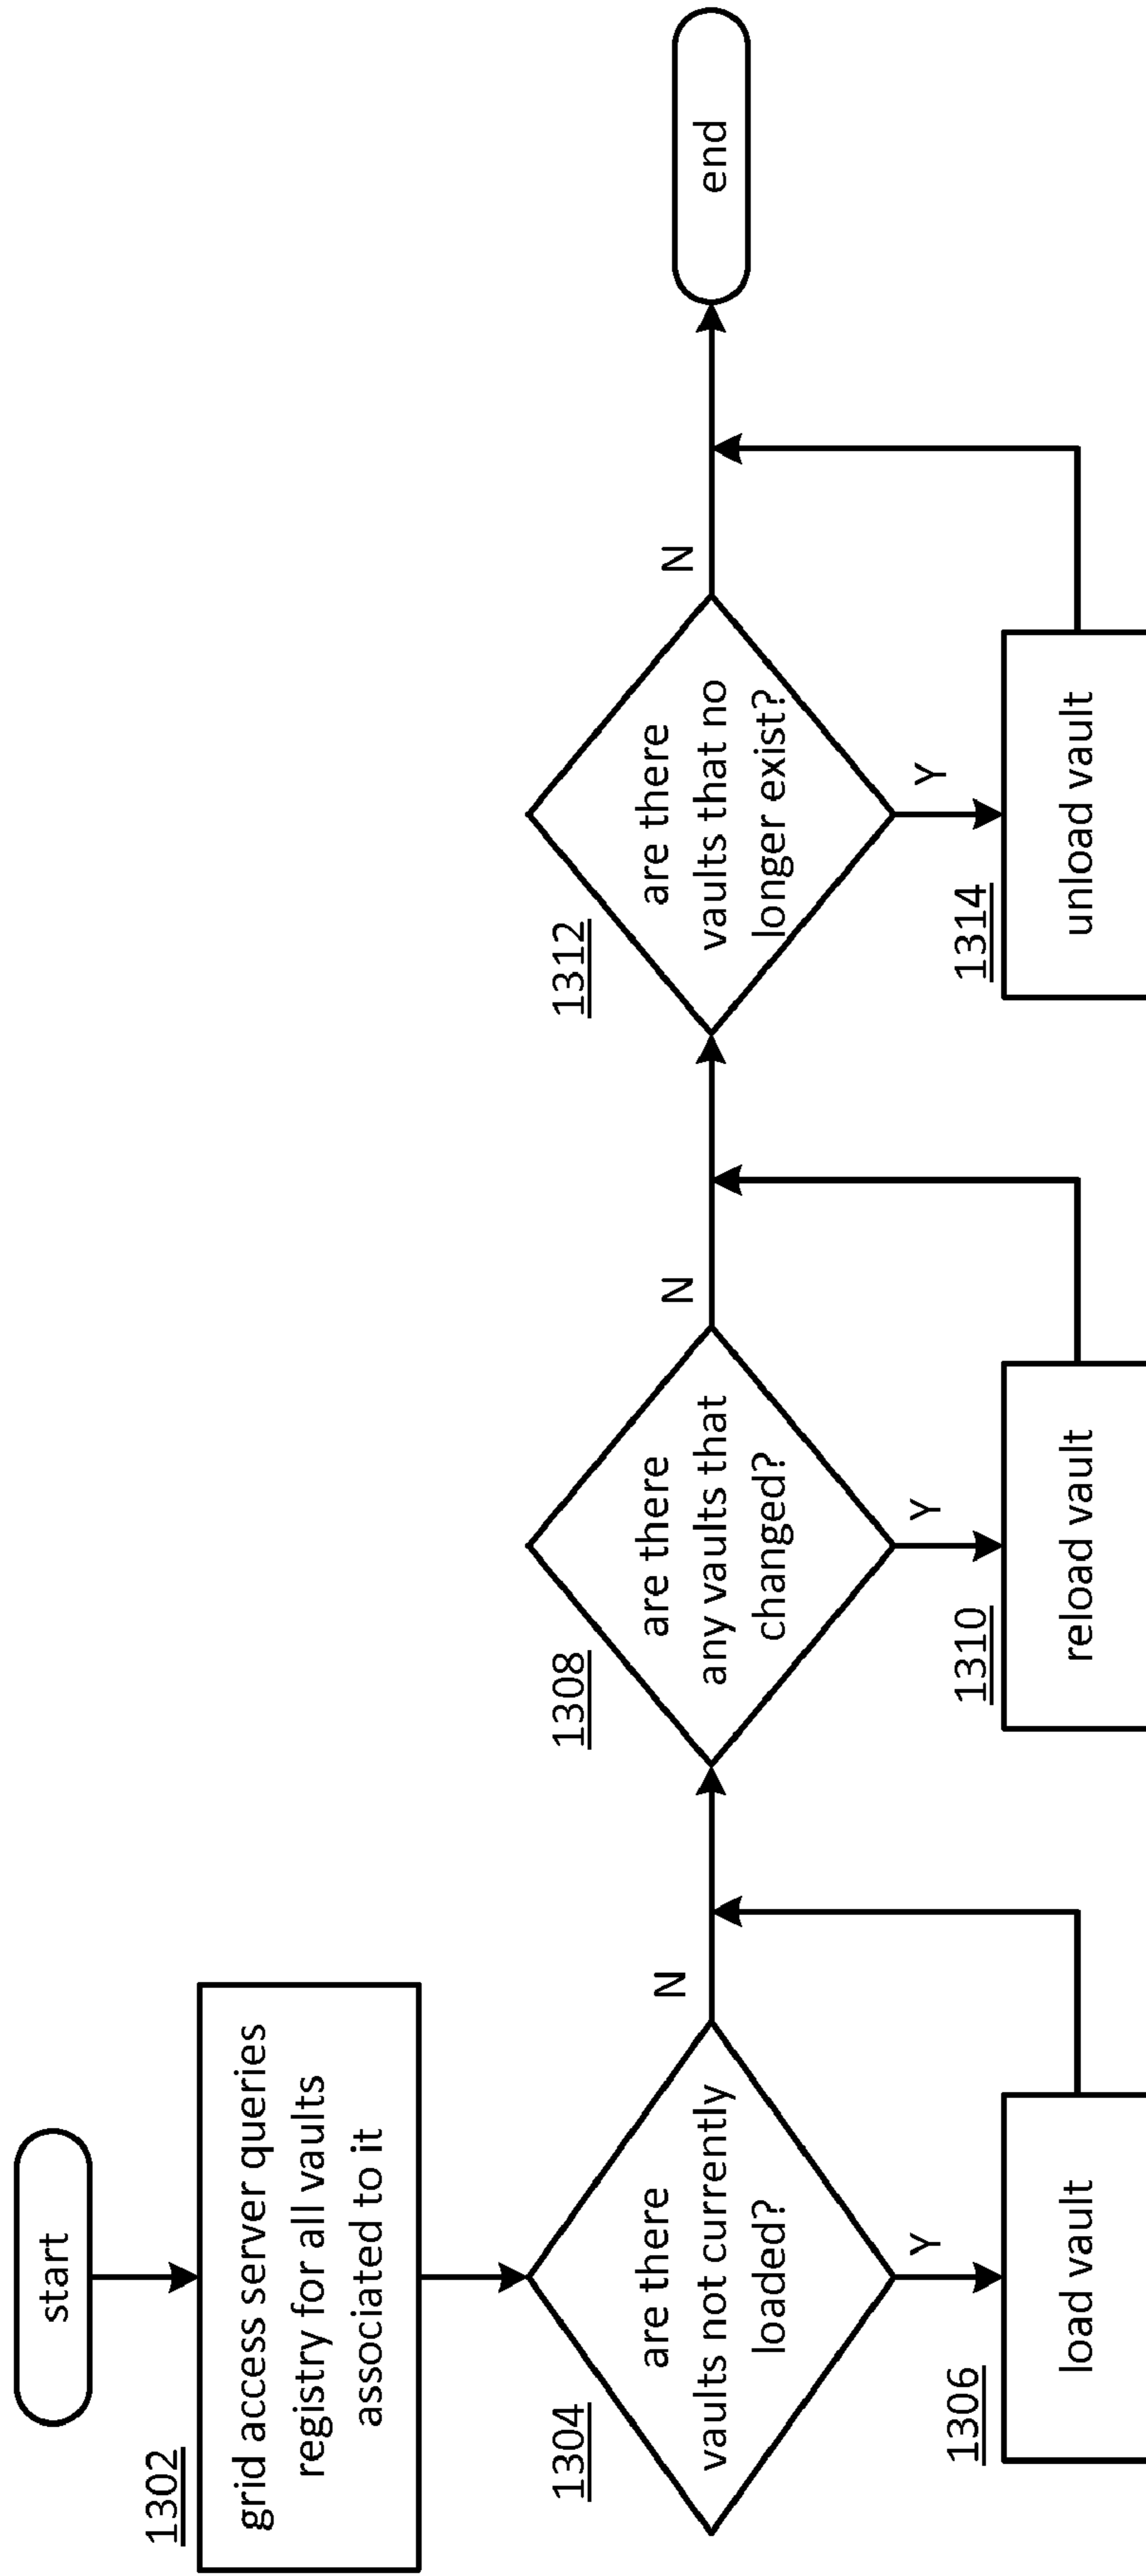 start
1302
grid access server queries
registry for all vaults
associated to it
1304
are there
vaults not currently
loaded?
N
Y
1306
load vault
1308
are there
any vaults that
changed?
N
Y
1310
reload vault
1312
are there
vaults that no
longer exist?
N
Y
1314
unload vault
end